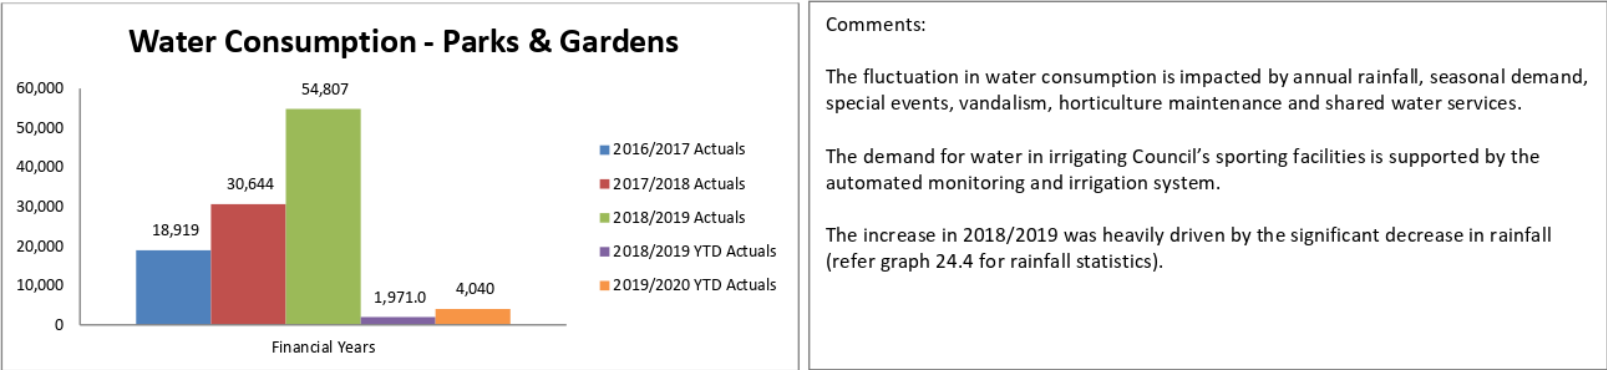 Water Consumption - Parks & Gardens
60,000
50,000
40,000
30,000
20,000
10,000
0
18,919
30,644
54,807
1,971.0
4,040
Financial Years
2016/2017 Actuals
2017/2018 Actuals
2018/2019 Actuals
2018/2019 YTD Actuals
2019/2020 YTD Actuals
Comments:
The fluctuation in water consumption is impacted by annual rainfall, seasonal demand,
special events, vandalism, horticulture maintenance and shared water services.
The demand for water in irrigating Council’s sporting facilities is supported by the
automated monitoring and irrigation system.
The increase in 2018/2019 was heavily driven by the significant decrease in rainfall
(refer graph 24.4 for rainfall statistics).